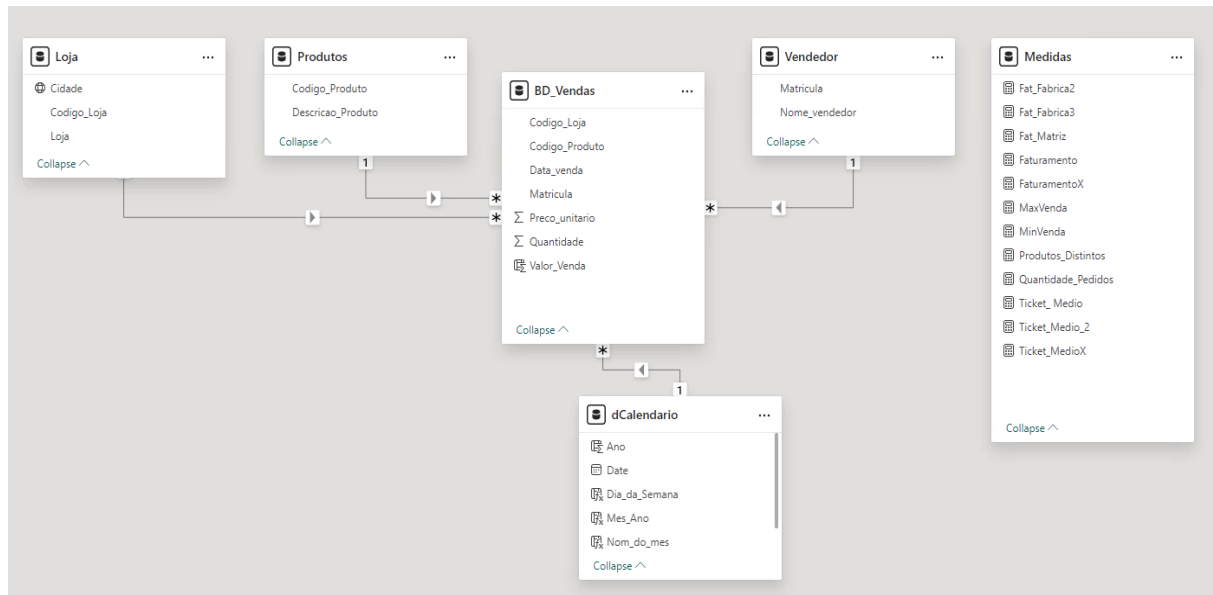 Loja
Cidade
Codigo_Loja
Loja
Collapse
Produtos
Codigo_Produto
Descricao_Produto
Collapse
1
*
*
BD_Vendas
Codigo_Loja
Codigo_Produto
Data_venda
Matricula
Preco_unitario
Quantidade
Valor_Venda
Collapse
*
Vendedor
Matricula
Nome_vendedor
Collapse
1
*
1
dCalendario
Ano
Date
Dia_da_Semana
Mes_Ano
Nom_do_mes
Collapse
Medidas
Fat_Fabrica2
Fat_Fabrica3
Fat_Matriz
Faturamento
FaturamentoX
MaxVenda
MinVenda
Produtos_Distintos
Quantidade_Pedidos
Ticket_ Medio
Ticket_Medio_2
Ticket_MedioX
Collapse